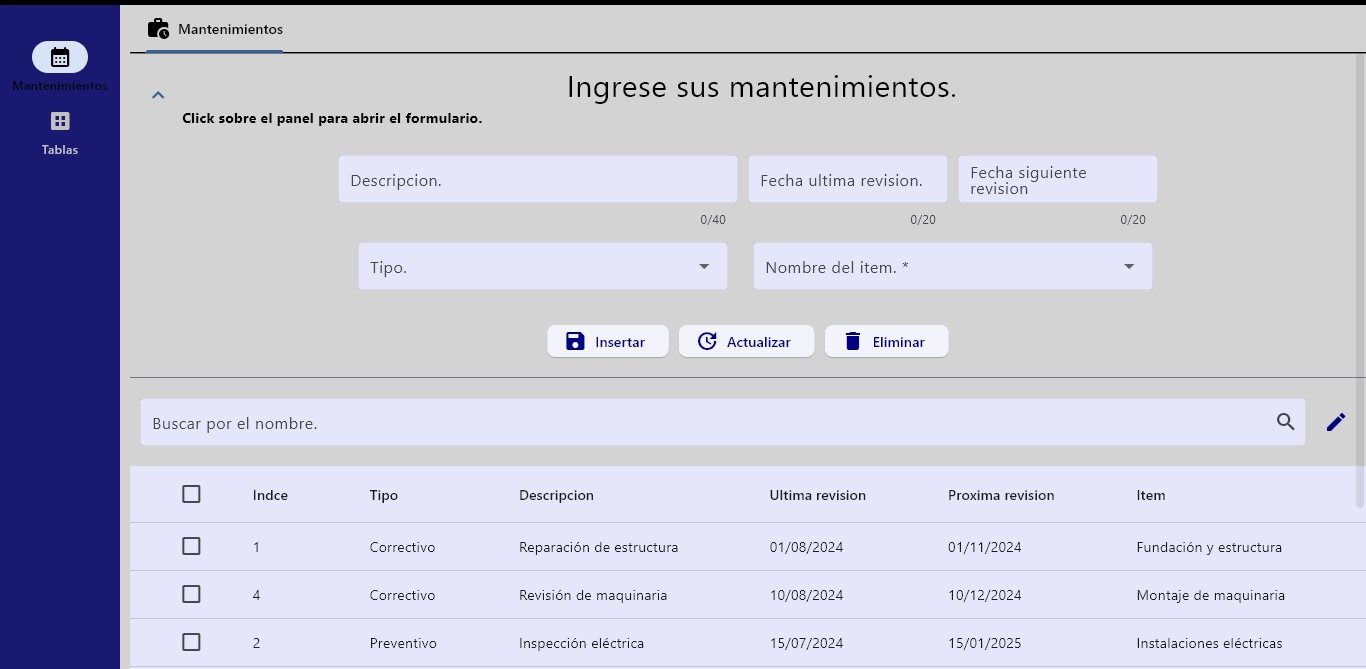 Mantenimientos
Mantenimientos
Tablas
Ingrese sus mantenimientos.
Click sobre el panel para abrir el formulario.
Descripcion.
Fecha ultima revision.
Fecha siguiente
revision
0/40
0/20
0/20
Tipo.
Nombre del item. *
Insertar
Actualizar
Eliminar
Buscar por el nombre.
Indce Tipo Descripcion Ultima revision Proxima revision Item
1 Correctivo Reparación de estructura 01/08/2024 01/11/2024 Fundación y estructura
4 Correctivo Revisión de maquinaria 10/08/2024 10/12/2024 Montaje de maquinaria
2 Preventivo Inspección eléctrica 15/07/2024 15/01/2025 Instalaciones eléctricas